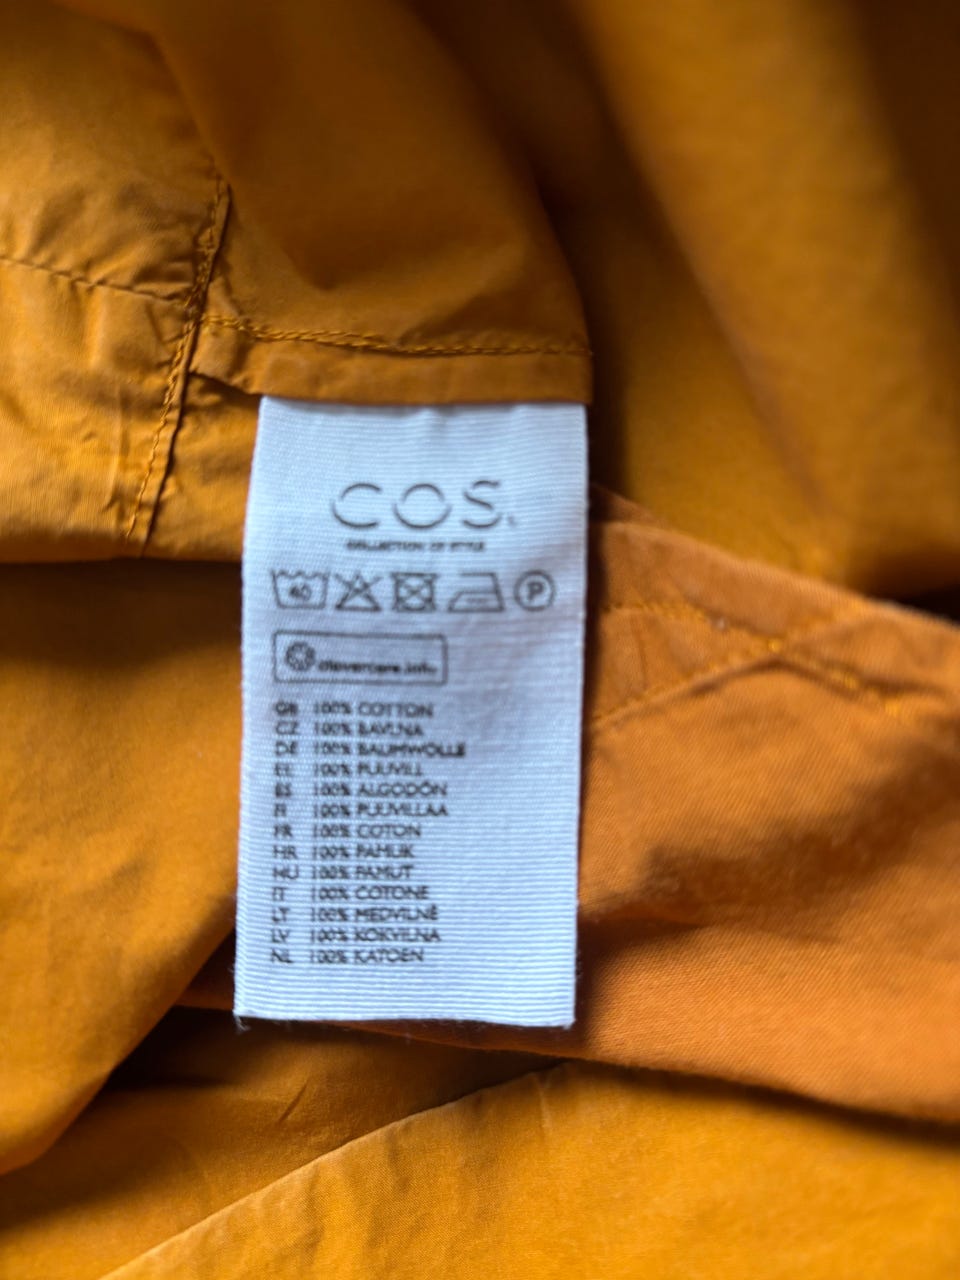 COS
COLLECTION OF STYLE
40 P
clevercare.info
GB 100% COTTON
CZ 100% BAVLNA
DE 100% BAUMWOLLE
EE 100% PUUVILL
ES 100% ALGODÓN
FI 100% PUUVILLAA
FR 100% COTON
HR 100% PAMUK
HU 100% PAMUT
IT 100% COTONE
LT 100% MEDVILNĖ
LV 100% KOKVILNA
NL 100% KATOEN